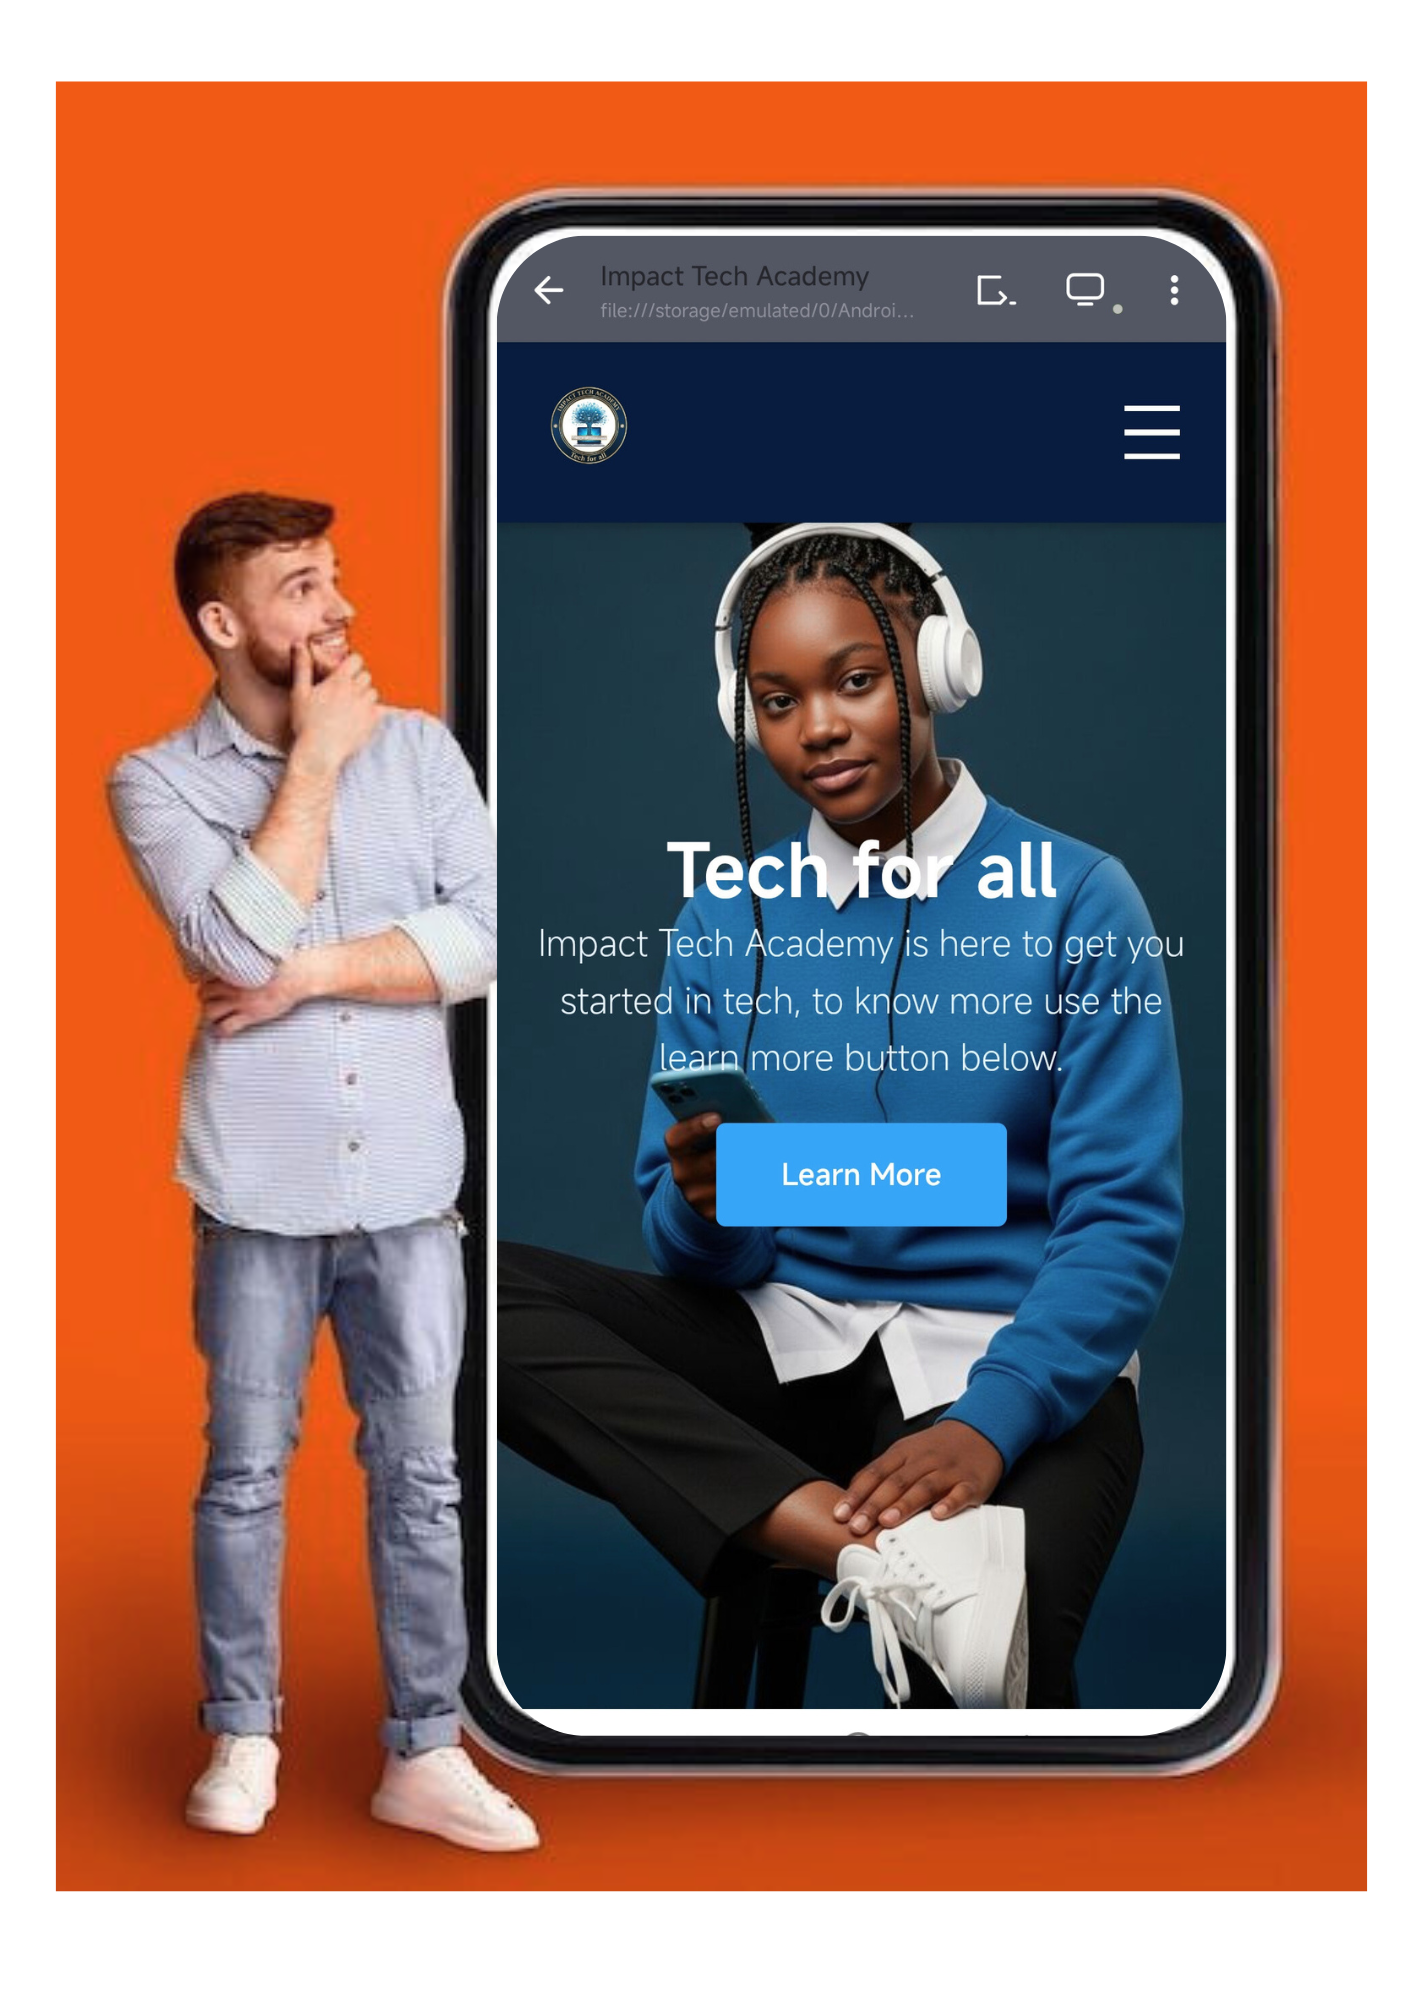 Impact Tech Academy
file:///storage/emulated/0/Androi...
IMPACT TECH ACADEMY
Tech for all
Tech for all
Impact Tech Academy is here to get you
started in tech, to know more use the
learn more button below.
Learn More